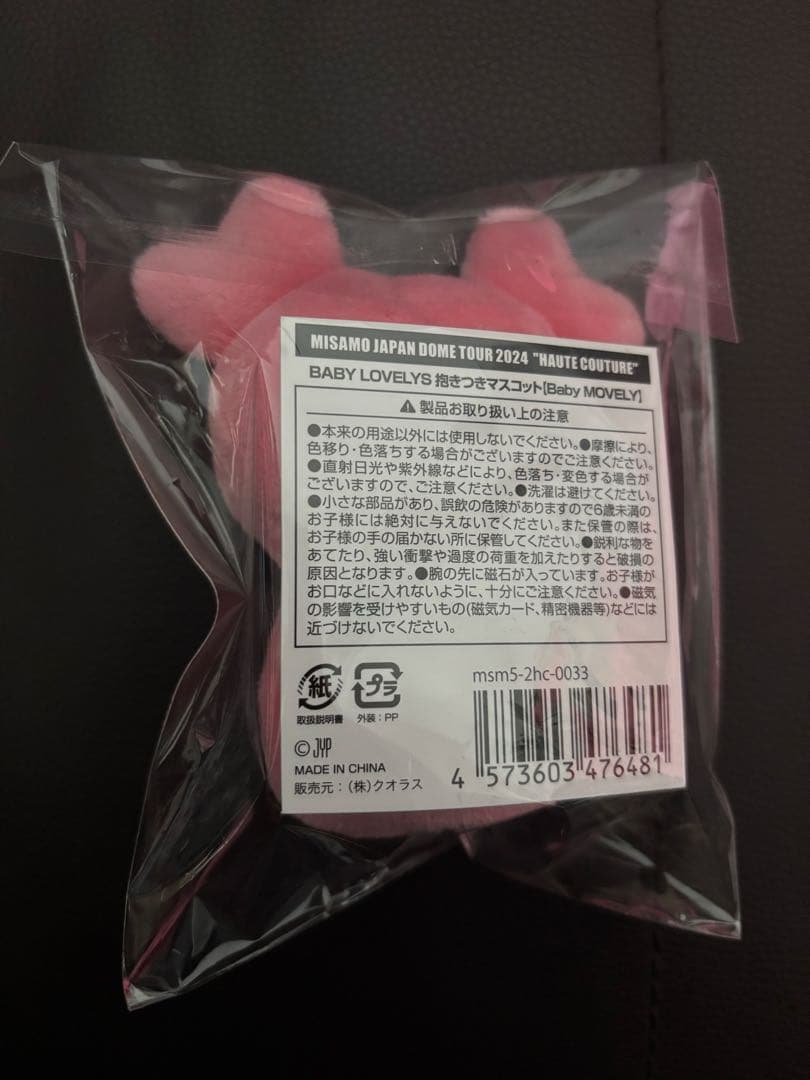 MISAMO JAPAN DOME TOUR 2024 "HAUTE COUTURE"
BABY LOVELYS 抱きつきマスコット[Baby MOVELY]
⚠製品お取り扱い上の注意
●本来の用途以外には使用しないでください。●摩擦により、
色移り・色落ちする場合がございますのでご注意ください。
●直射日光や紫外線などにより、色落ち・変色する場合が
ございますので、ご注意ください。●洗濯は避けてください。
●小さな部品があり、誤飲の危険がありますので6歳未満の
お子様には絶対に与えないでください。また保管の際は、
お子様の手の届かない所に保管してください。●鋭利な物を
あてたり、強い衝撃や過度の荷重を加えたりすると破損の
原因となります。●腕の先に磁石が入っています。お子様が
お口などに入れないように、十分にご注意ください。●磁気
の影響を受けやすいもの(磁気カード、精密機器等)などには
近づけないでください。
紙
取扱説明書
プラ
外装：PP
msm5-2hc-0033
© JYP
MADE IN CHINA
販売元：(株)クオラス
4 573603 476481